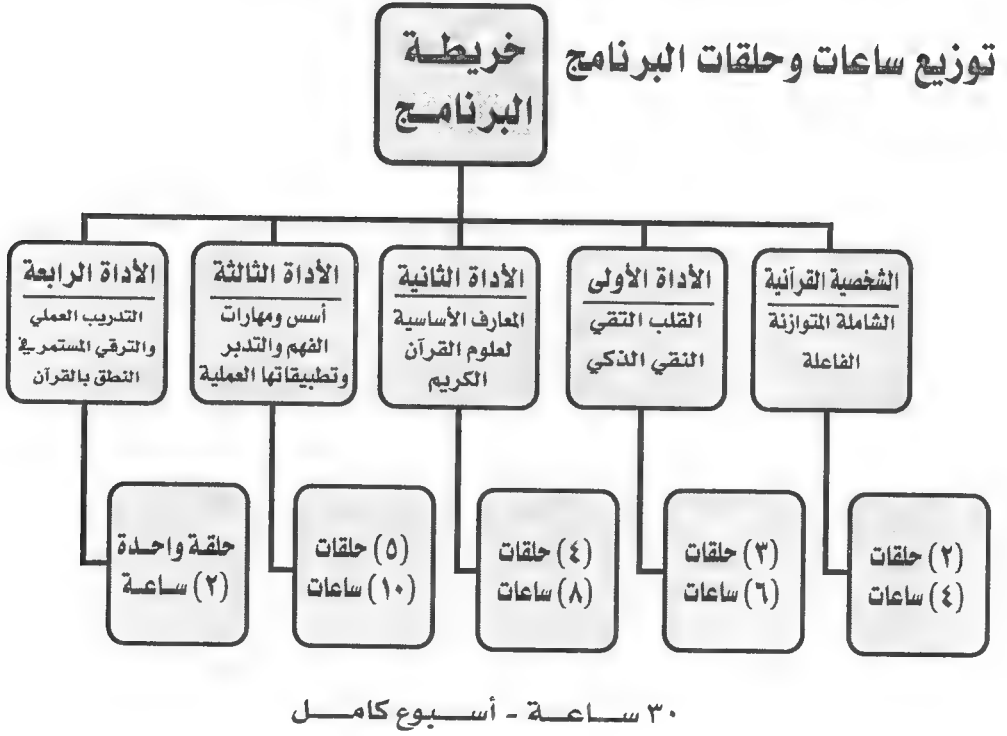 توزيع ساعات وحلقات البرنامج
خريطة
البرنامج
الشخصية القرآنية
الشاملة المتوازنة
الفاعلة
الأداة الأولى
القلب التقي
النقي الذكي
الأداة الثانية
المعارف الأساسية
لعلوم القرآن
الكريم
الأداة الثالثة
أسس ومهارات
الفهم والتدبر
وتطبيقاتها العملية
الأداة الرابعة
التدريب العملي
والترقي المستمر في
النطق بالقرآن
(٢) حلقات
(٤) ساعات
(٣) حلقات
(٦) ساعات
(٤) حلقات
(٨) ساعات
(٥) حلقات
(١٠) ساعات
حلقة واحدة
(٢) ساعة
٣٠ ساعة - أسبوع كامل